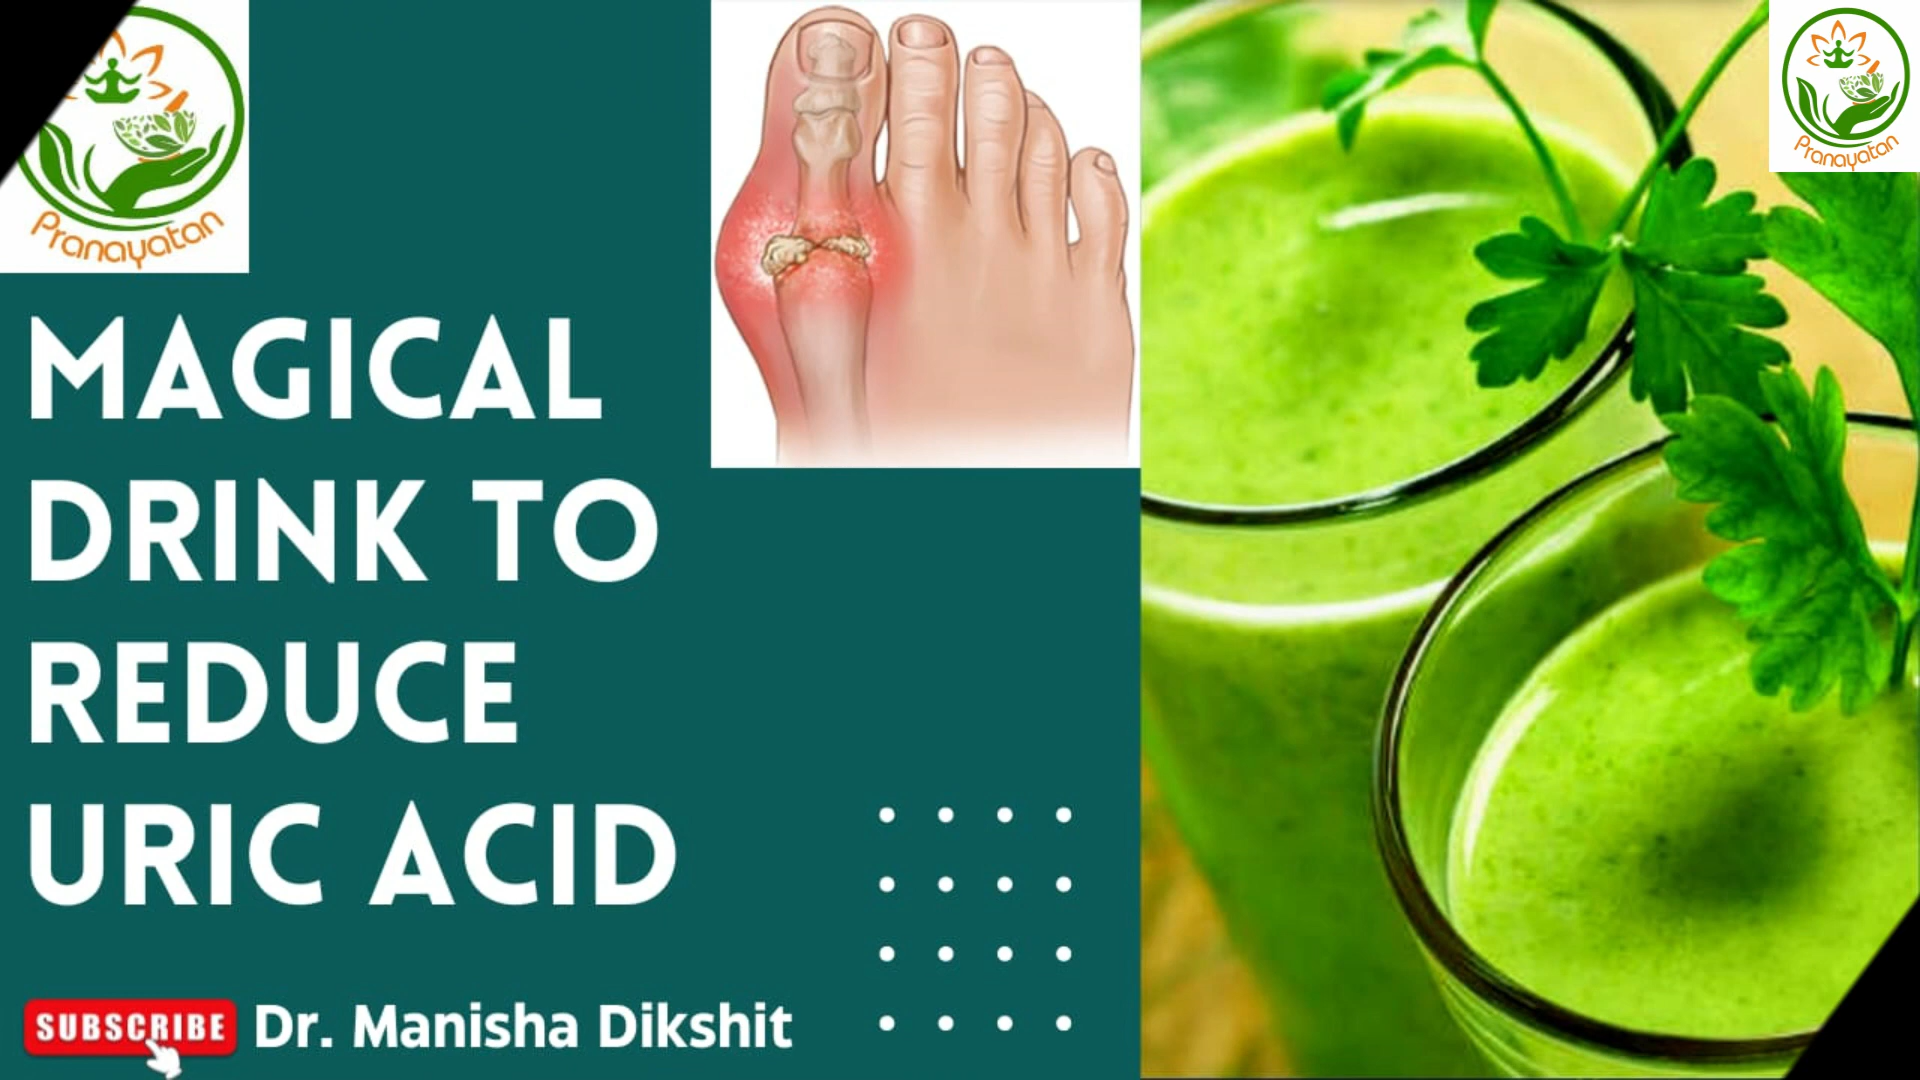 Pranayatan
Pranayatan
MAGICAL
DRINK TO
REDUCE
URIC ACID
SUBSCRIBE
Dr. Manisha Dikshit